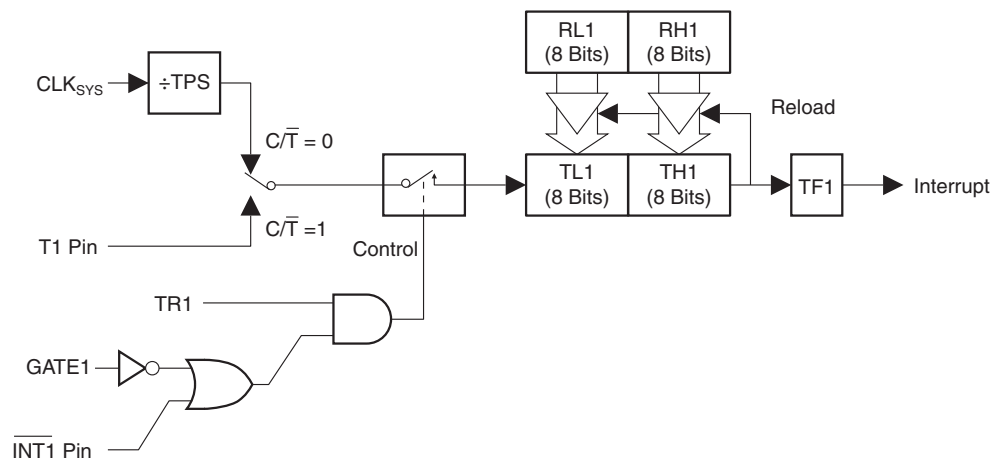 RL1
(8 Bits)
RH1
(8 Bits)
CLKSYS
÷TPS
Reload
C/T̅ = 0
TL1
(8 Bits)
TH1
(8 Bits)
TF1
Interrupt
C/T̅ = 1
T1 Pin
Control
TR1
GATE1
I̅N̅T̅1̅ Pin